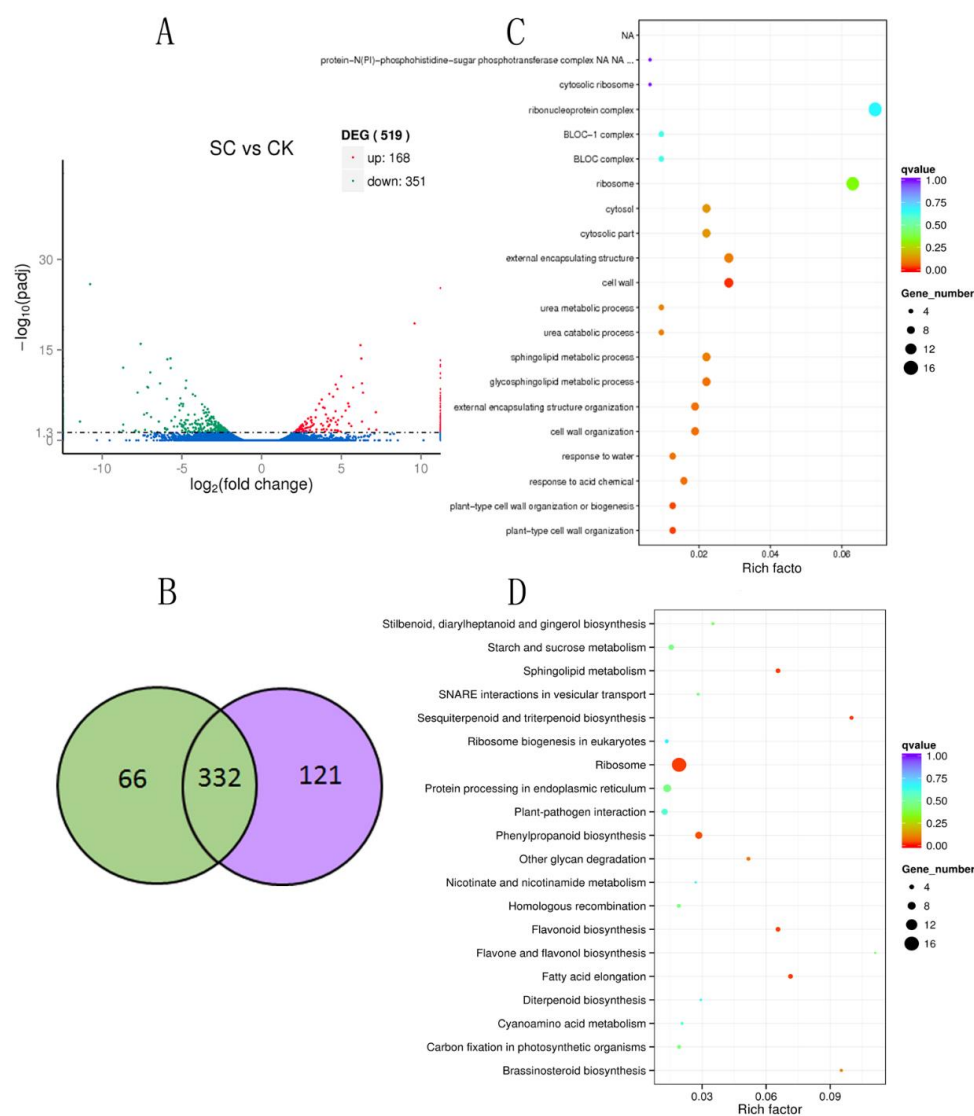 A
SC vs CK
DEG ( 519 )
up: 168
down: 351
−log10(padj)
30
15
1.3
0
-10
-5
0
5
10
log2(fold change)
B
66
332
121
C
NA
protein−N(PI)−phosphohistidine−sugar phosphotransferase complex NA NA ...
cytosolic ribosome
ribonucleoprotein complex
BLOC−1 complex
BLOC complex
ribosome
cytosol
cytosolic part
external encapsulating structure
cell wall
urea metabolic process
urea catabolic process
sphingolipid metabolic process
glycosphingolipid metabolic process
external encapsulating structure organization
cell wall organization
response to water
response to acid chemical
plant−type cell wall organization or biogenesis
plant−type cell wall organization
0.02
0.04
0.06
Rich facto
qvalue
1.00
0.75
0.50
0.25
0.00
Gene_number
4
8
12
16
D
Stilbenoid, diarylheptanoid and gingerol biosynthesis
Starch and sucrose metabolism
Sphingolipid metabolism
SNARE interactions in vesicular transport
Sesquiterpenoid and triterpenoid biosynthesis
Ribosome biogenesis in eukaryotes
Ribosome
Protein processing in endoplasmic reticulum
Plant-pathogen interaction
Phenylpropanoid biosynthesis
Other glycan degradation
Nicotinate and nicotinamide metabolism
Homologous recombination
Flavonoid biosynthesis
Flavone and flavonol biosynthesis
Fatty acid elongation
Diterpenoid biosynthesis
Cyanoamino acid metabolism
Carbon fixation in photosynthetic organisms
Brassinosteroid biosynthesis
0.03
0.06
0.09
Rich factor
qvalue
1.00
0.75
0.50
0.25
0.00
Gene_number
4
8
12
16